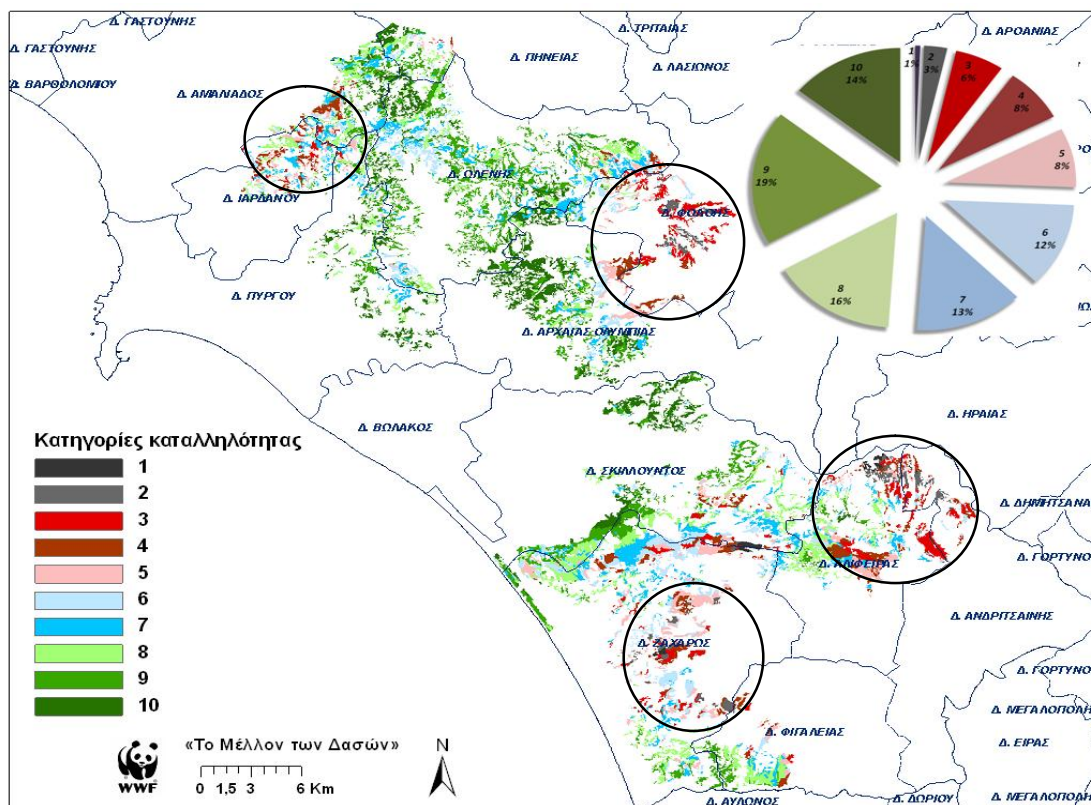 Δ. ΓΑΣΤΟΥΝΗΣ
Δ. ΤΡΙΤΑΙΑΣ
Δ. ΑΡΟΑΝΙΑΣ
Δ. ΓΑΣΤΟΥΝΗΣ
Δ. ΠΗΝΕΙΑΣ
Δ. ΛΑΣΙΩΝΟΣ
Δ. ΒΑΡΘΟΛΟΜΙΟΥ
Δ. ΑΜΑΛΙΑΔΟΣ
1
1%
2
3%
3
6%
4
8%
5
8%
6
12%
7
13%
8
16%
9
19%
10
14%
Δ. ΩΛΕΝΗΣ
Δ. ΙΑΡΔΑΝΟΥ
Δ. ΦΟΛΟΗΣ
Δ. ΠΥΡΓΟΥ
Δ. ΑΡΧΑΙΑΣ ΟΛΥΜΠΙΑΣ
Δ. ΒΩΛΑΚΟΣ
Δ. ΗΡΑΙΑΣ
Δ. ΣΚΙΛΛΟΥΝΤΟΣ
Δ. ΔΗΜΗΤΣΑΝΑ
Δ. ΓΟΡΤΥΝΟ
Δ. ΑΛΙΦΕΙΡΑΣ
Δ. ΑΝΔΡΙΤΣΑΙΝΗΣ
Δ. ΖΑΧΑΡΩΣ
Δ. ΓΟΡΤΥΝΟ
Δ. ΜΕΓΑΛΟΠΟΛΗ
Δ. ΦΙΓΑΛΕΙΑΣ
Δ. ΕΙΡΑΣ
Δ. ΑΥΛΩΝΟΣ
Δ. ΔΩΡΙΟΥ
Δ. ΜΕΓΑΛΟΠΟΛΗ
Κατηγορίες καταλληλότητας
1
2
3
4
5
6
7
8
9
10
WWF
«Το Μέλλον των Δασών»
0 1,5 3 6 Km
N